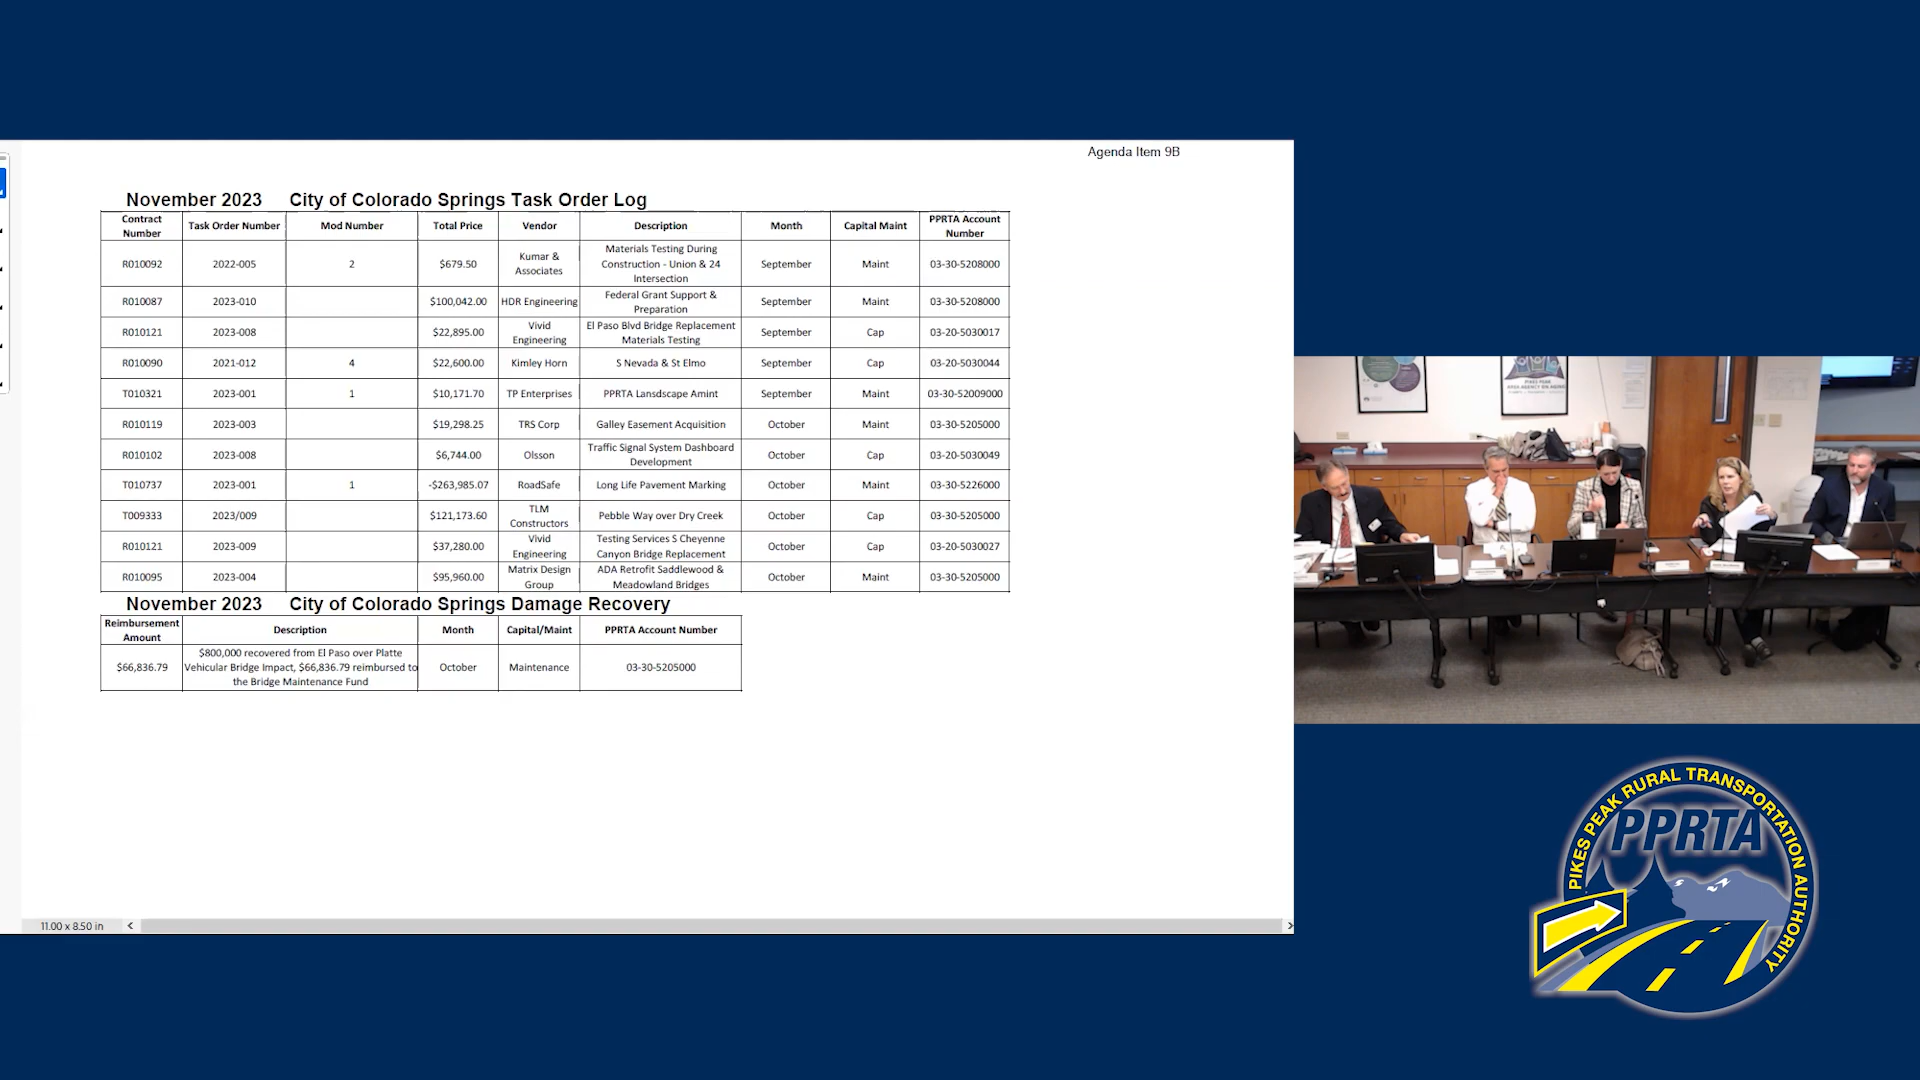 Agenda Item 9B
November 2023 City of Colorado Springs Task Order Log
Contract Number Task Order Number Mod Number Total Price Vendor Description Month Capital Maint PPRTA Account Number
R010092 2022-005 2 $679.50 Kumar & Associates Materials Testing During Construction - Union & 24 Intersection September Maint 03-30-5208000
R010087 2023-010 $100,042.00 HDR Engineering Federal Grant Support & Preparation September Maint 03-30-5208000
R010121 2023-008 $22,895.00 Vivid Engineering El Paso Blvd Bridge Replacement Materials Testing September Cap 03-20-5030017
R010090 2021-012 4 $22,600.00 Kimley Horn S Nevada & St Elmo September Cap 03-20-5030044
T010321 2023-001 1 $10,171.70 TP Enterprises PPRTA Lansdscape Amint September Maint 03-30-52009000
R010119 2023-003 $19,298.25 TRS Corp Galley Easement Acquisition October Maint 03-30-5205000
R010102 2023-008 $6,744.00 Olsson Traffic Signal System Dashboard Development October Cap 03-20-5030049
T010737 2023-001 1 -$263,985.07 RoadSafe Long Life Pavement Marking October Maint 03-30-5226000
T009333 2023/009 $121,173.60 TLM Constructors Pebble Way over Dry Creek October Cap 03-30-5205000
R010121 2023-009 $37,280.00 Vivid Engineering Testing Services S Cheyenne Canyon Bridge Replacement October Cap 03-20-5030027
R010095 2023-004 $95,960.00 Matrix Design Group ADA Retrofit Saddlewood & Meadowland Bridges October Maint 03-30-5205000
November 2023 City of Colorado Springs Damage Recovery
Reimbursement Amount Description Month Capital/Maint PPRTA Account Number
$66,836.79 $800,000 recovered from El Paso over Platte Vehicular Bridge Impact, $66,836.79 reimbursed to the Bridge Maintenance Fund October Maintenance 03-30-5205000
11.00 x 8.50 in
PIKES PEAK
AREA AGENCY ON AGING
PIKES PEAK RURAL TRANSPORTATION AUTHORITY
PPRTA